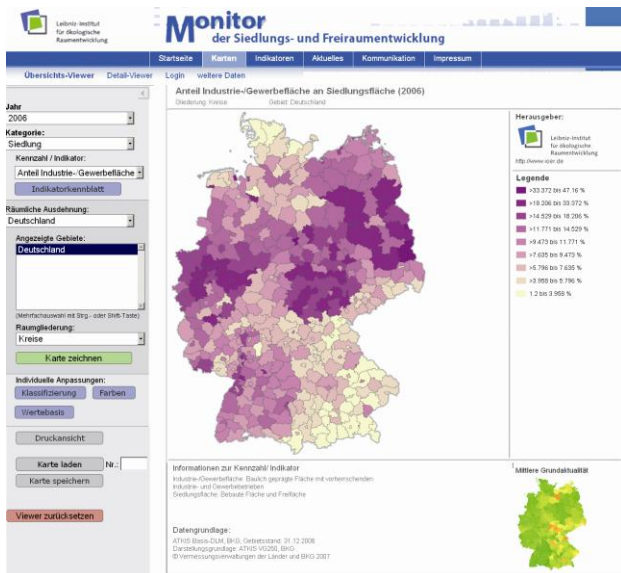 Leibniz-Institut
für ökologische
Raumentwicklung
Monitor
der Siedlungs- und Freiraumentwicklung
Startseite Karten Indikatoren Aktuelles Kommunikation Impressum
Übersichts-Viewer Detail-Viewer Login weitere Daten
Jahr
2006
Kategorie:
Siedlung
Kennzahl / Indikator:
Anteil Industrie-/Gewerbefläche
Indikatorkennblatt
Räumliche Ausdehnung:
Deutschland
Angezeigte Gebiete:
Deutschland
(Mehrfachauswahl mit Strg - oder Shift-Taste)
Raumgliederung:
Kreise
Karte zeichnen
Individuelle Anpassungen:
Klassifizierung Farben
Wertebasis
Druckansicht
Karte laden Nr.:
Karte speichern
Viewer zurücksetzen
Anteil Industrie-/Gewerbefläche an Siedlungsfläche (2006)
Gliederung: Kreise Gebiet: Deutschland
Herausgeber:
Leibniz-Institut
für ökologische
Raumentwicklung
http://www.ioer.de
Legende
>33.372 bis 47.16 %
>18.206 bis 33.372 %
>14.529 bis 18.206 %
>11.771 bis 14.529 %
>9.473 bis 11.771 %
>7.635 bis 9.473 %
>5.796 bis 7.635 %
>3.958 bis 5.796 %
1.2 bis 3.958 %
Informationen zur Kennzahl/ Indikator
Industrie-/Gewerbefläche: Baulich geprägte Fläche mit vorherrschenden
Industrie- und Gewerbebetrieben
Siedlungsfläche: Bebaute Fläche und Freifläche
Datengrundlage:
ATKIS Basis-DLM, BKG; Gebietsstand: 31.12.2006
Darstellungsgrundlage: ATKIS VG250, BKG
© Vermessungsverwaltungen der Länder und BKG 2007
Mittlere Grundaktualität